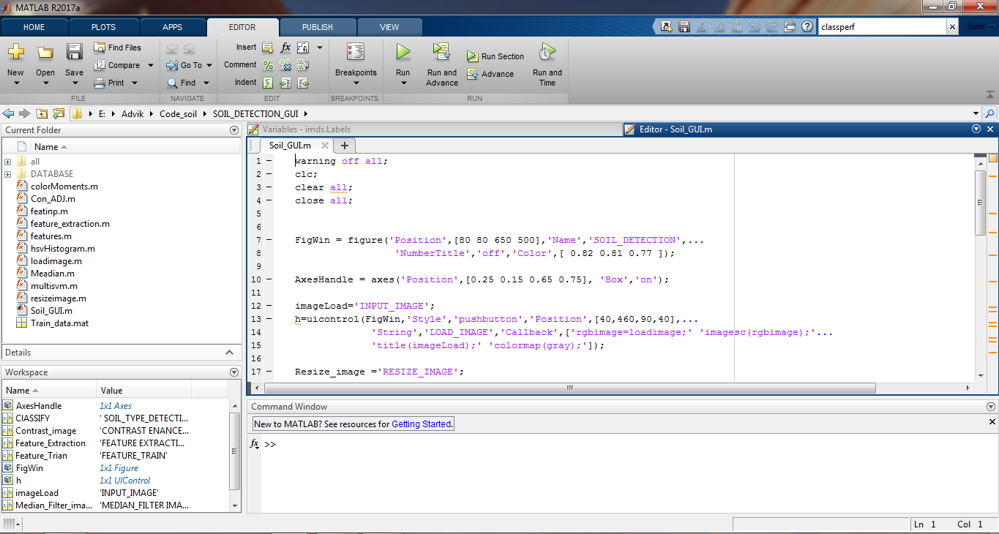 MATLAB R2017a
HOME PLOTS APPS EDITOR PUBLISH VIEW classperf Sunil
New Open Save Find Files Compare Print
FILE
Go To Find
NAVIGATE
Insert fx fi
Comment % % %
Indent
EDIT
Breakpoints
BREAKPOINTS
Run Run and Advance Run Section Advance Run and Time
RUN
E: Advik Code_soil SOIL_DETECTION_GUI
Current Folder
Name
all
DATABASE
colorMoments.m
Con_ADJ.m
featinp.m
feature_extraction.m
features.m
hsvHistogram.m
loadimage.m
Meadian.m
multisvm.m
resizeimage.m
Soil_GUI.m
Train_data.mat
Details
Workspace
Name Value
AxesHandle 1x1 Axes
ClASSIFY ' SOIL_TYPE_DETECTI...
Contrast_image 'CONTRAST ENANCE...
Feature_Extraction 'FEATURE EXTRACTI...
Feature_Trian 'FEATURE_TRAIN'
FigWin 1x1 Figure
h 1x1 UIControl
imageLoad 'INPUT_IMAGE'
Median_Filter_ima... 'MEDIAN_FILTER IMA...
Variables - imds.Labels
Editor - Soil_GUI.m
Soil_GUI.m +
1 – warning off all;
2 – clc;
3 – clear all;
4 – close all;
5
6
7 – FigWin = figure('Position',[80 80 650 500],'Name','SOIL_DETECTION',...
8 'NumberTitle','off','Color',[ 0.82 0.81 0.77 ]);
9
10 – AxesHandle = axes('Position',[0.25 0.15 0.65 0.75], 'Box','on');
11
12 – imageLoad='INPUT_IMAGE';
13 – h=uicontrol(FigWin,'Style','pushbutton','Position',[40,460,90,40],...
14 'String','LOAD_IMAGE','Callback',['rgbimage=loadimage;' 'imagesc(rgbimage);'...
15 'title(imageLoad);' 'colormap(gray);']);
16
17 – Resize_image ='RESIZE_IMAGE';
Command Window
New to MATLAB? See resources for Getting Started.
fx >>
Ln 1 Col 1